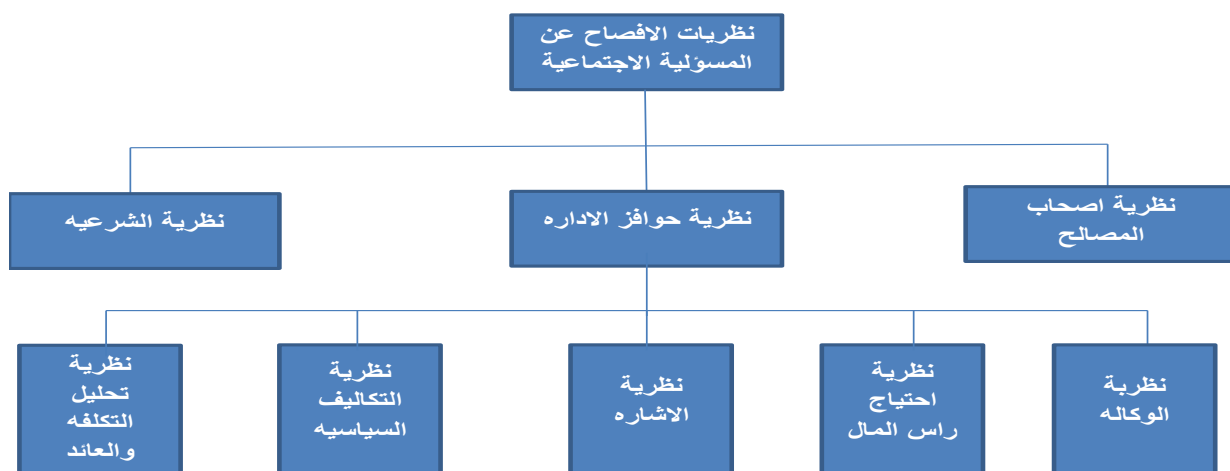 نظريات الافصاح عن
المسؤلية الاجتماعية
نظرية اصحاب
المصالح
نظرية حوافز الاداره
نظرية الشرعيه
نظربة
الوكاله
نظرية
احتياج
راس المال
نظرية
الاشاره
نظرية
التكاليف
السياسيه
نظرية
تحليل
التكلفه
والعائد